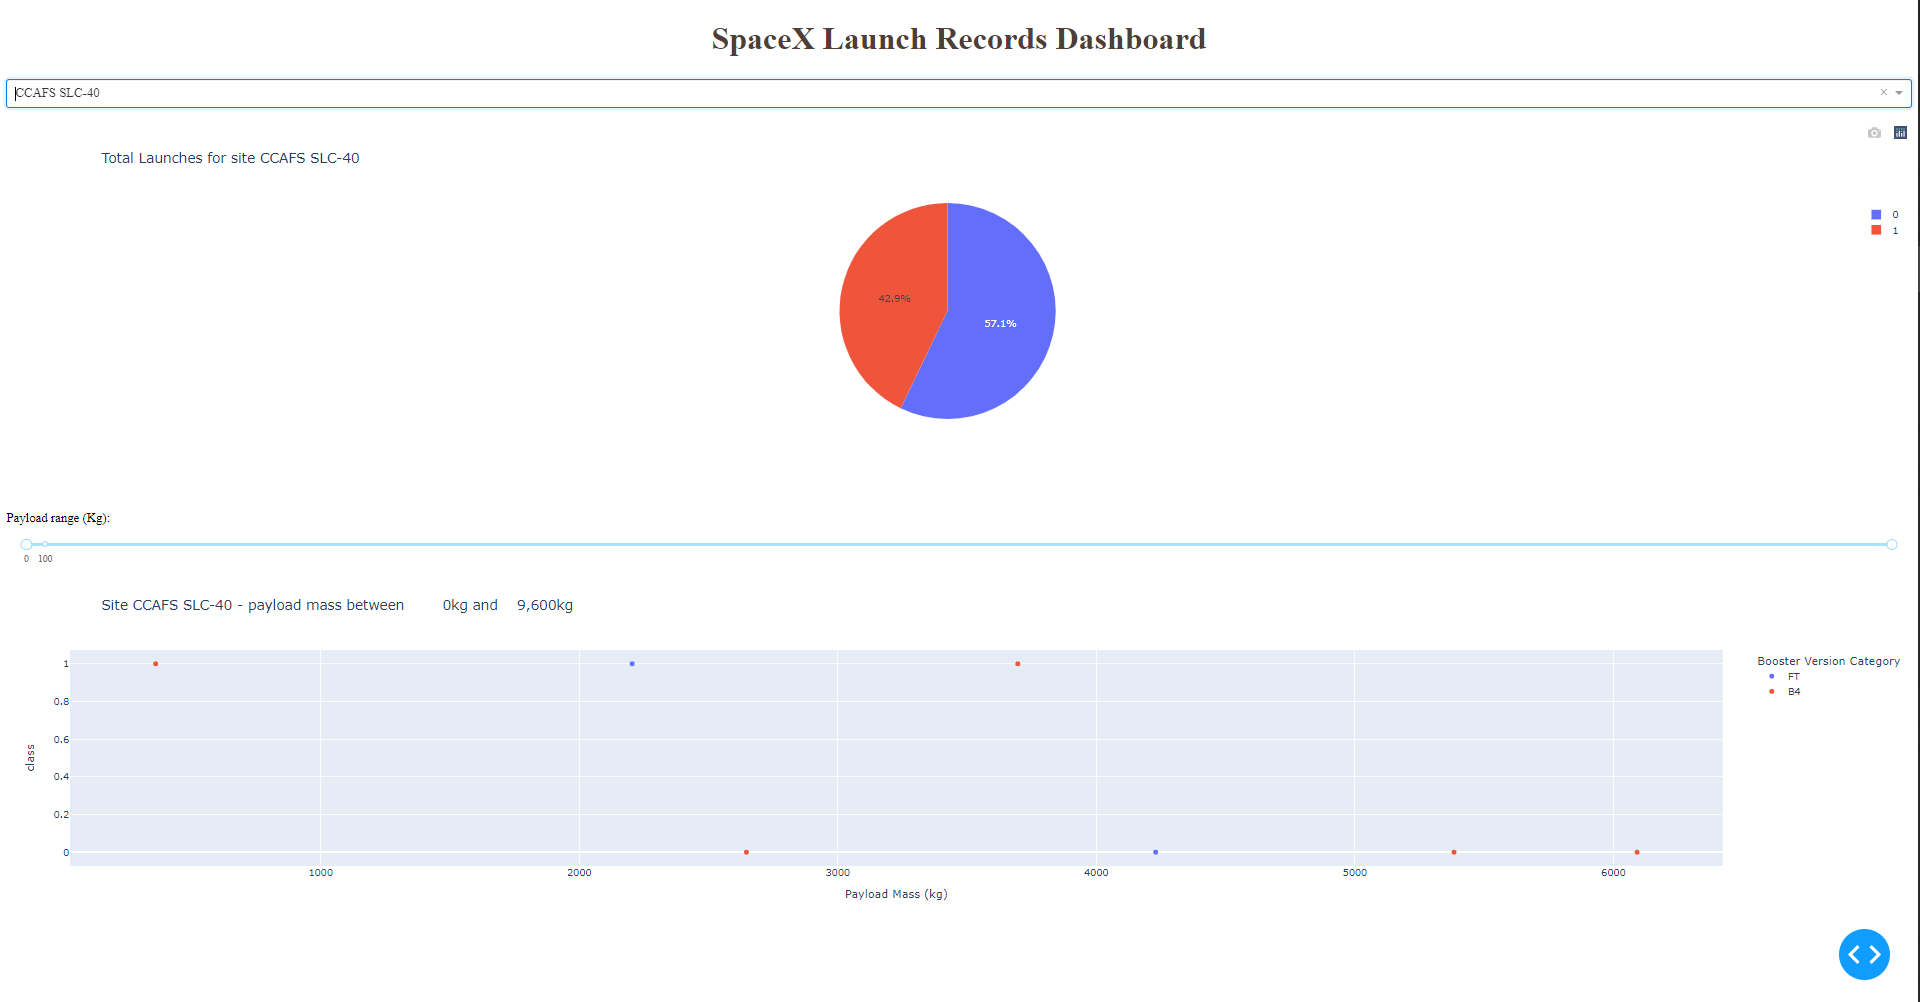 SpaceX Launch Records Dashboard
CCAFS SLC-40
×
Total Launches for site CCAFS SLC-40
0
1
42.9%
57.1%
Payload range (Kg):
0 100
Site CCAFS SLC-40 - payload mass between 0kg and 9,600kg
Booster Version Category
FT
B4
class
1
0.8
0.6
0.4
0.2
0
1000 2000 3000 4000 5000 6000
Payload Mass (kg)